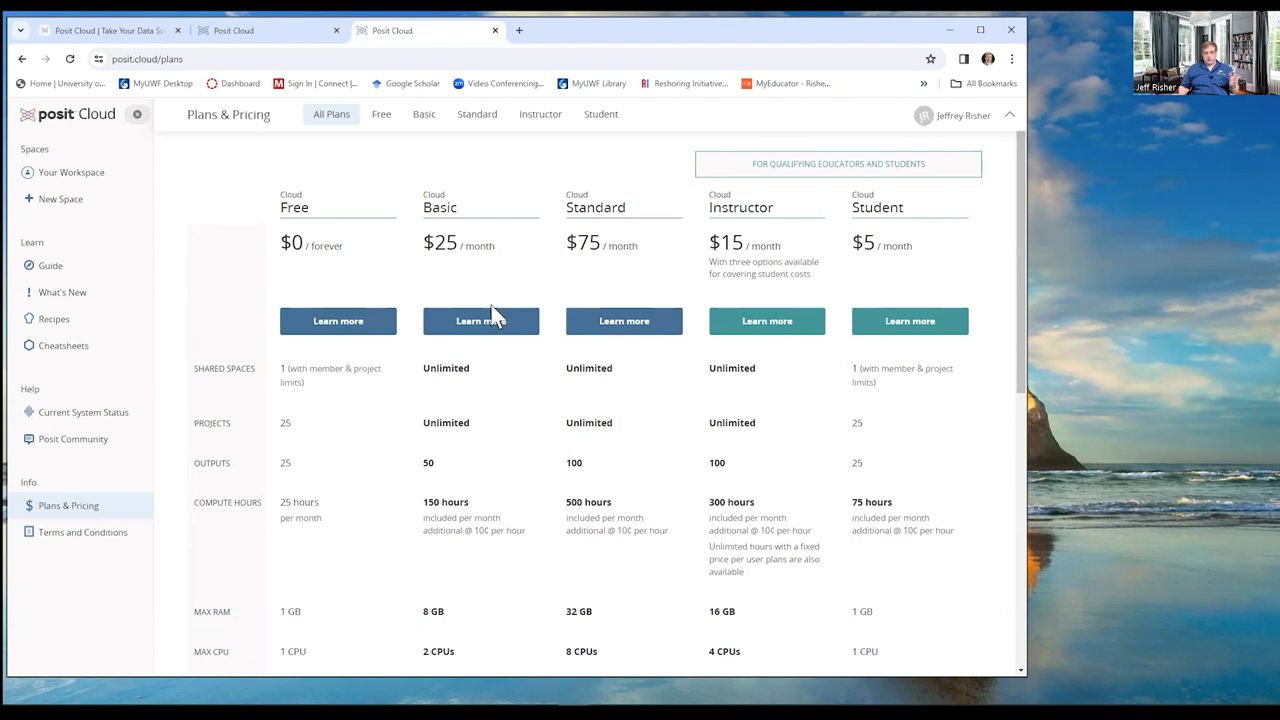 Posit Cloud | Take Your Data Sc
Posit Cloud
Posit Cloud
posit.cloud/plans
Home | University o...
MyUWF Desktop
Dashboard
Sign In | Connect |...
Google Scholar
Video Conferencing,...
MyUWF Library
Reshoring Initiative...
MyEducator - Rishe...
»
All Bookmarks
Jeff Risher
posit Cloud
Spaces
Your Workspace
New Space
Learn
Guide
What's New
Recipes
Cheatsheets
Help
Current System Status
Posit Community
Info
Plans & Pricing
Terms and Conditions
Plans & Pricing
All Plans
Free
Basic
Standard
Instructor
Student
JR
Jeffrey Risher
FOR QUALIFYING EDUCATORS AND STUDENTS
Cloud Cloud Cloud Cloud Cloud
Free Basic Standard Instructor Student
$0 / forever $25 / month $75 / month $15 / month $5 / month
With three options available
for covering student costs
Learn more Learn more Learn more Learn more Learn more
SHARED SPACES 1 (with member & project Unlimited Unlimited Unlimited 1 (with member & project
limits) limits)
PROJECTS 25 Unlimited Unlimited Unlimited 25
OUTPUTS 25 50 100 100 25
COMPUTE HOURS 25 hours 150 hours 500 hours 300 hours 75 hours
per month included per month included per month included per month included per month
additional @ 10¢ per hour additional @ 10¢ per hour additional @ 10¢ per hour additional @ 10¢ per hour
Unlimited hours with a fixed
price per user plans are also
available
MAX RAM 1 GB 8 GB 32 GB 16 GB 1 GB
MAX CPU 1 CPU 2 CPUs 8 CPUs 4 CPUs 1 CPU